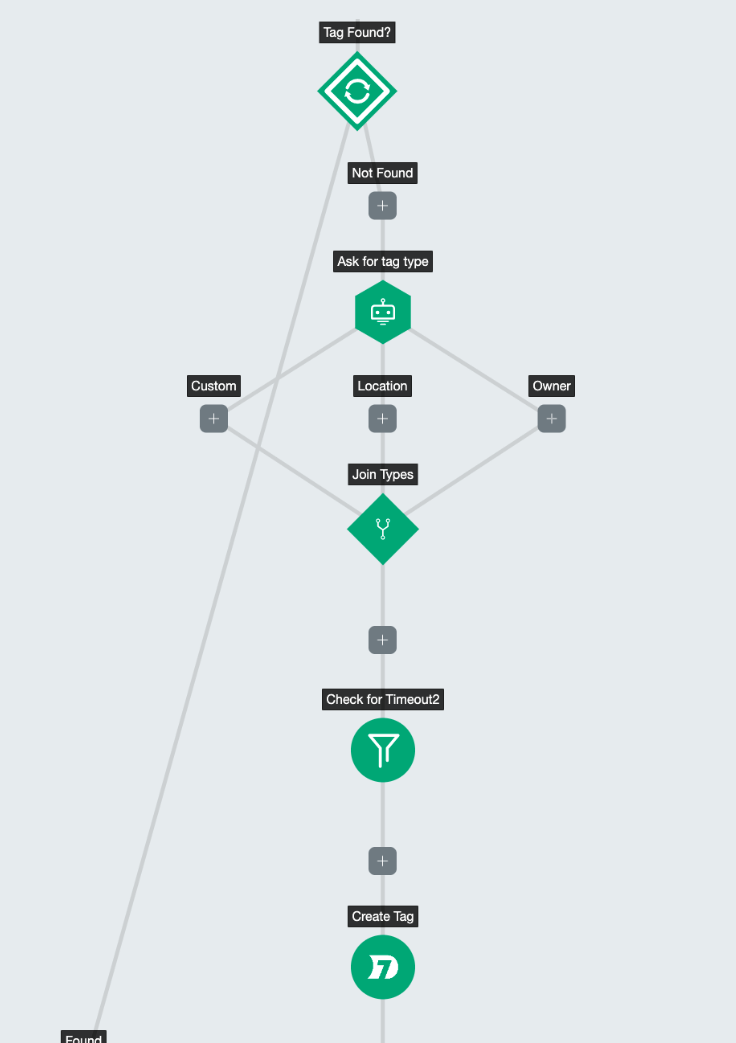 Tag Found?
Not Found
Ask for tag type
Custom
Location
Owner
Join Types
Check for Timeout2
Create Tag
Found